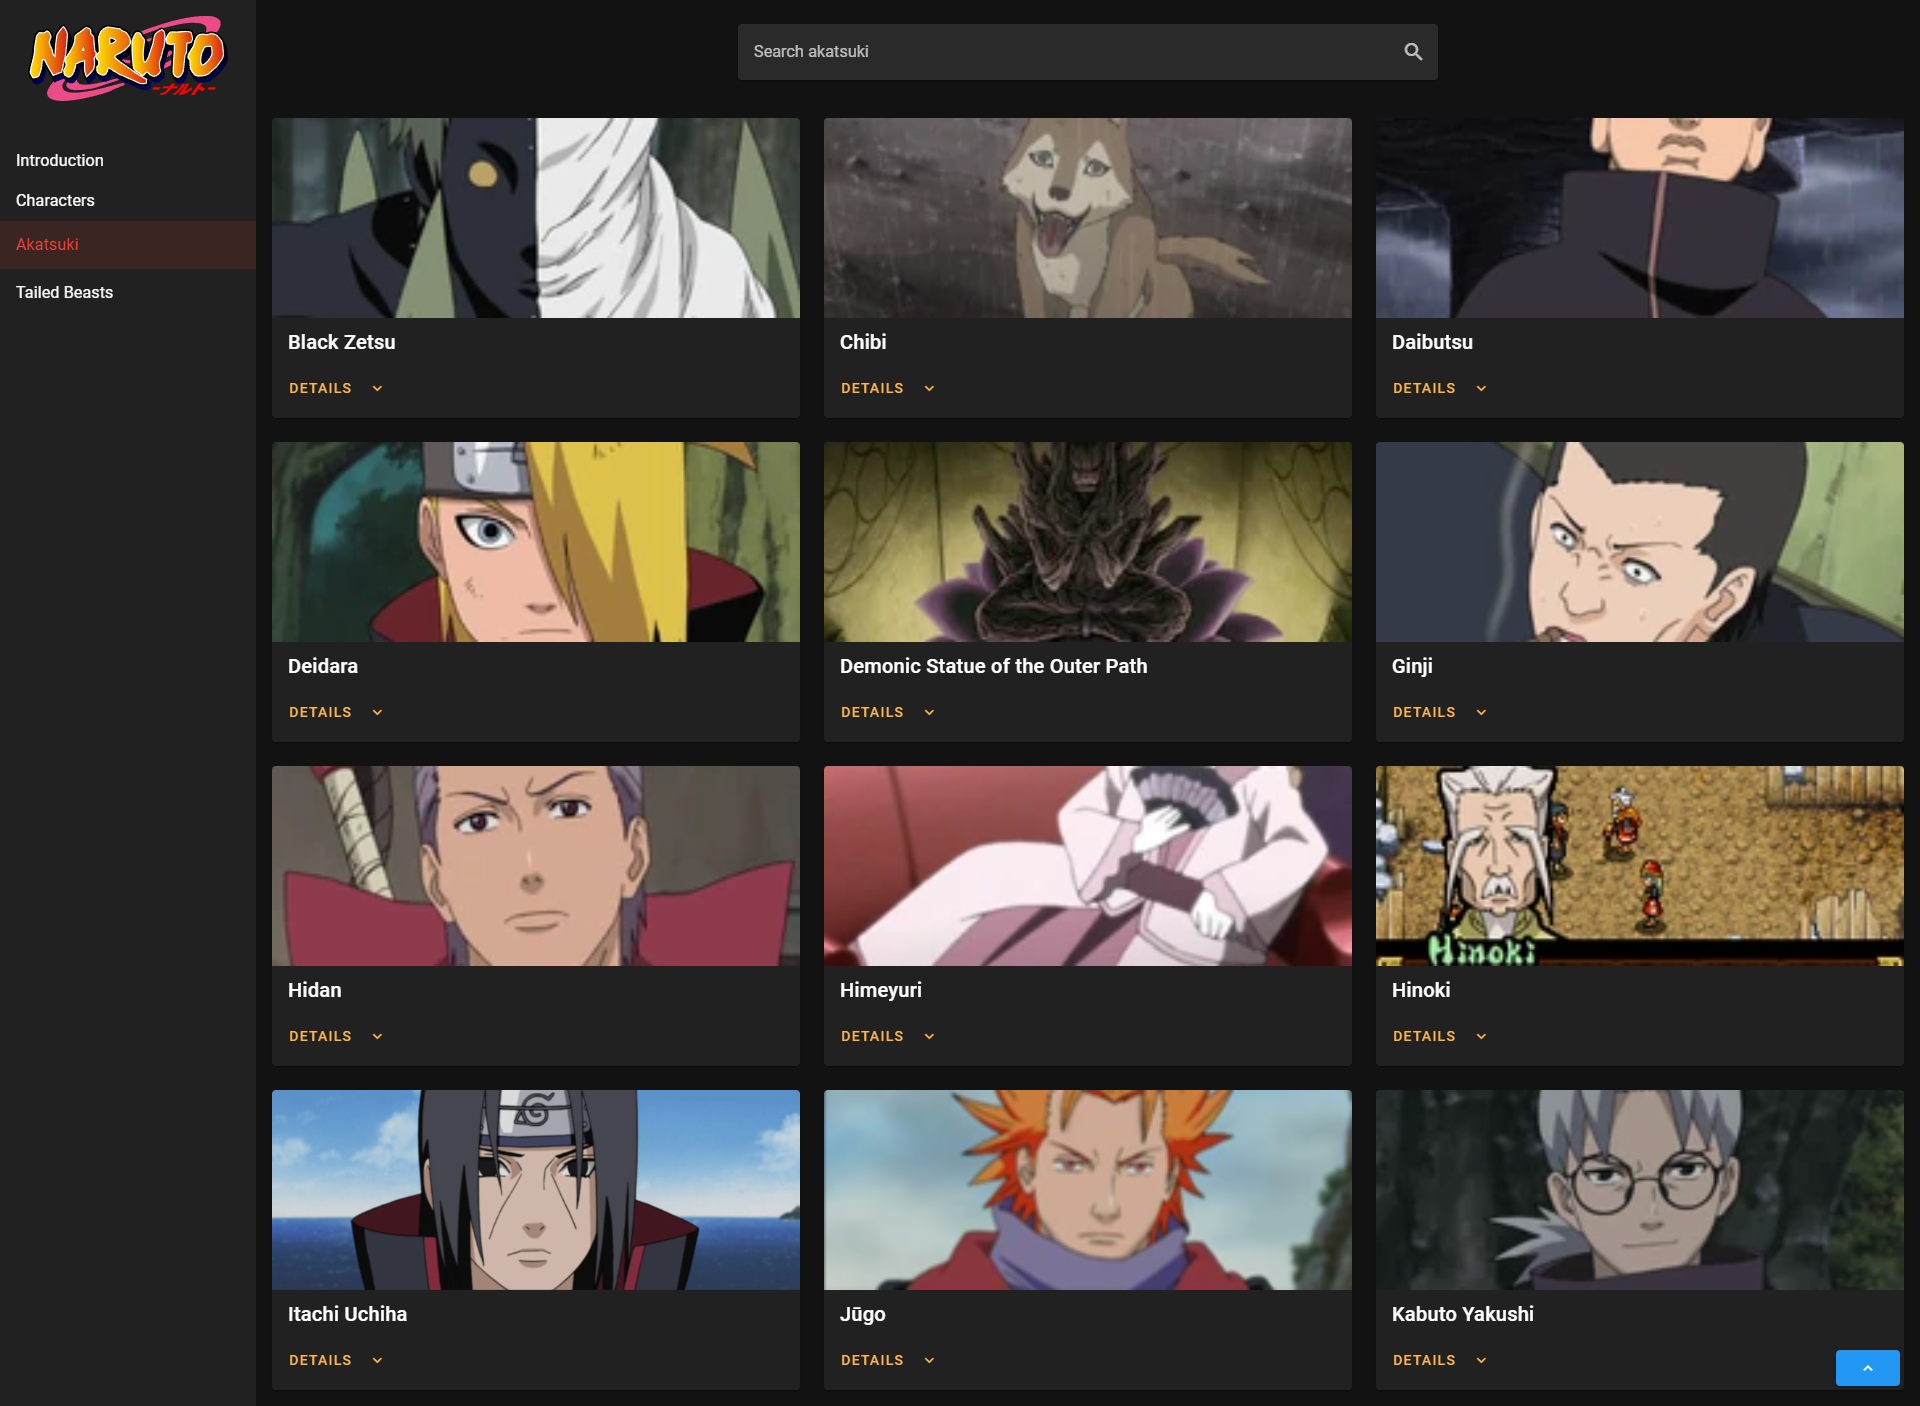 NARUTO
-ナルト-
Search akatsuki
Introduction
Characters
Akatsuki
Tailed Beasts
Black Zetsu
DETAILS
Chibi
DETAILS
Daibutsu
DETAILS
Deidara
DETAILS
Demonic Statue of the Outer Path
DETAILS
Ginji
DETAILS
Hidan
DETAILS
Himeyuri
DETAILS
Hinoki
Hinoki
DETAILS
Itachi Uchiha
DETAILS
Jūgo
DETAILS
Kabuto Yakushi
DETAILS